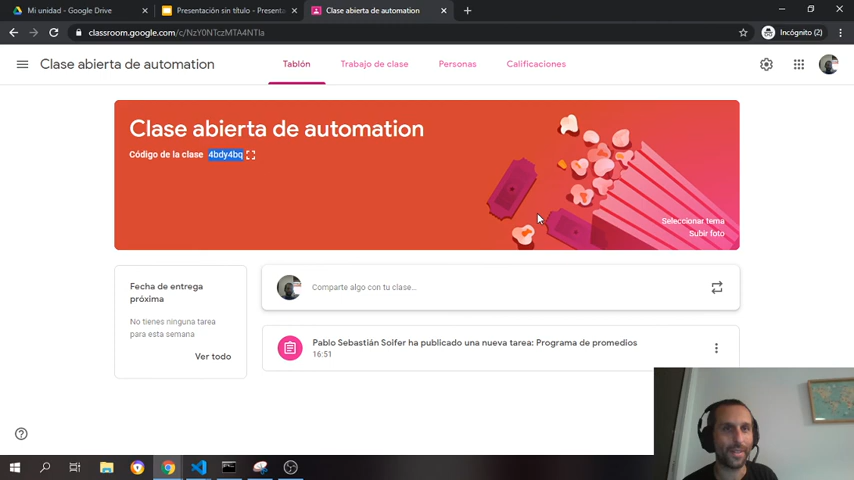 Mi unidad - Google Drive
Presentación sin título - Presenta
Clase abierta de automation
classroom.google.com/c/NzY0NTczMTA4NTla
Incógnito (2)
Clase abierta de automation
Tablón
Trabajo de clase
Personas
Calificaciones
Clase abierta de automation
Código de la clase 4bdy4bq
Seleccionar tema
Subir foto
Fecha de entrega
próxima
No tienes ninguna tarea
para esta semana
Ver todo
Comparte algo con tu clase...
Pablo Sebastián Soifer ha publicado una nueva tarea: Programa de promedios
16:51